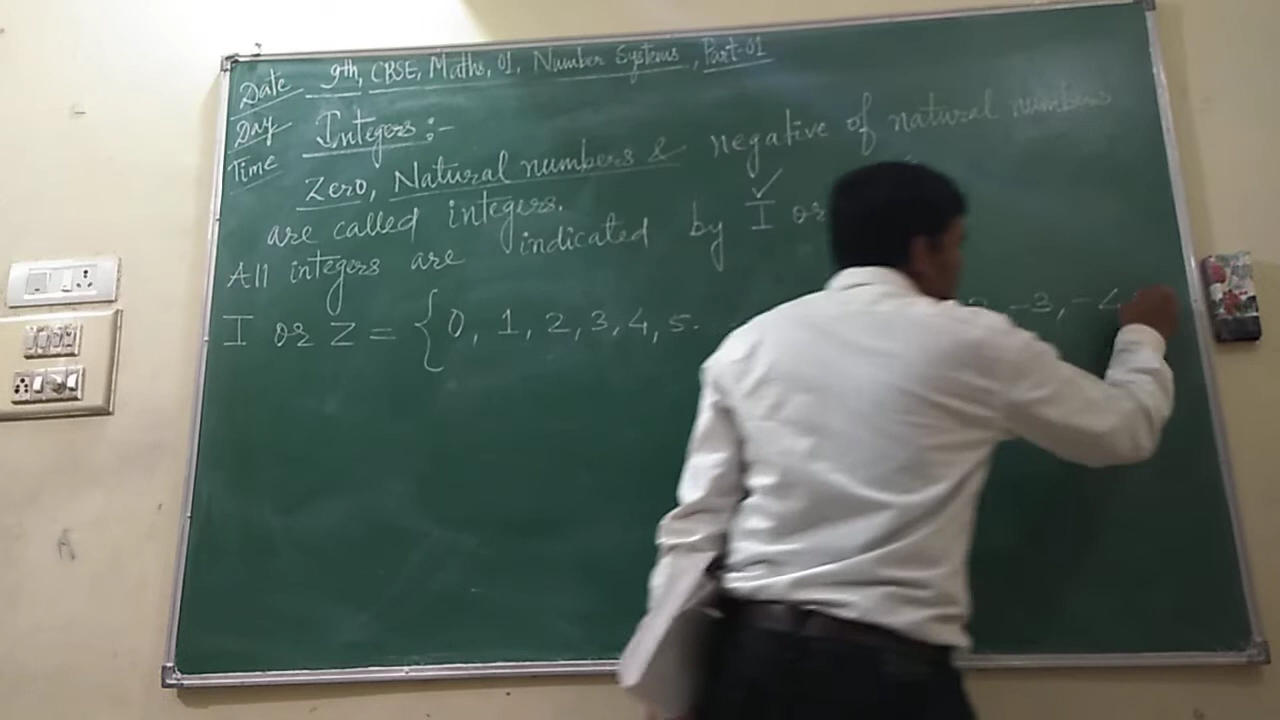 Date 9th, CBSE, Maths, 01, Number Systems, Part-01
Day Integers:-
Time Zero, Natural numbers & negative of natural numbers
are called integers.
All integers are indicated by I or
I or Z = { 0, 1, 2, 3, 4, 5. 2, -3, -4